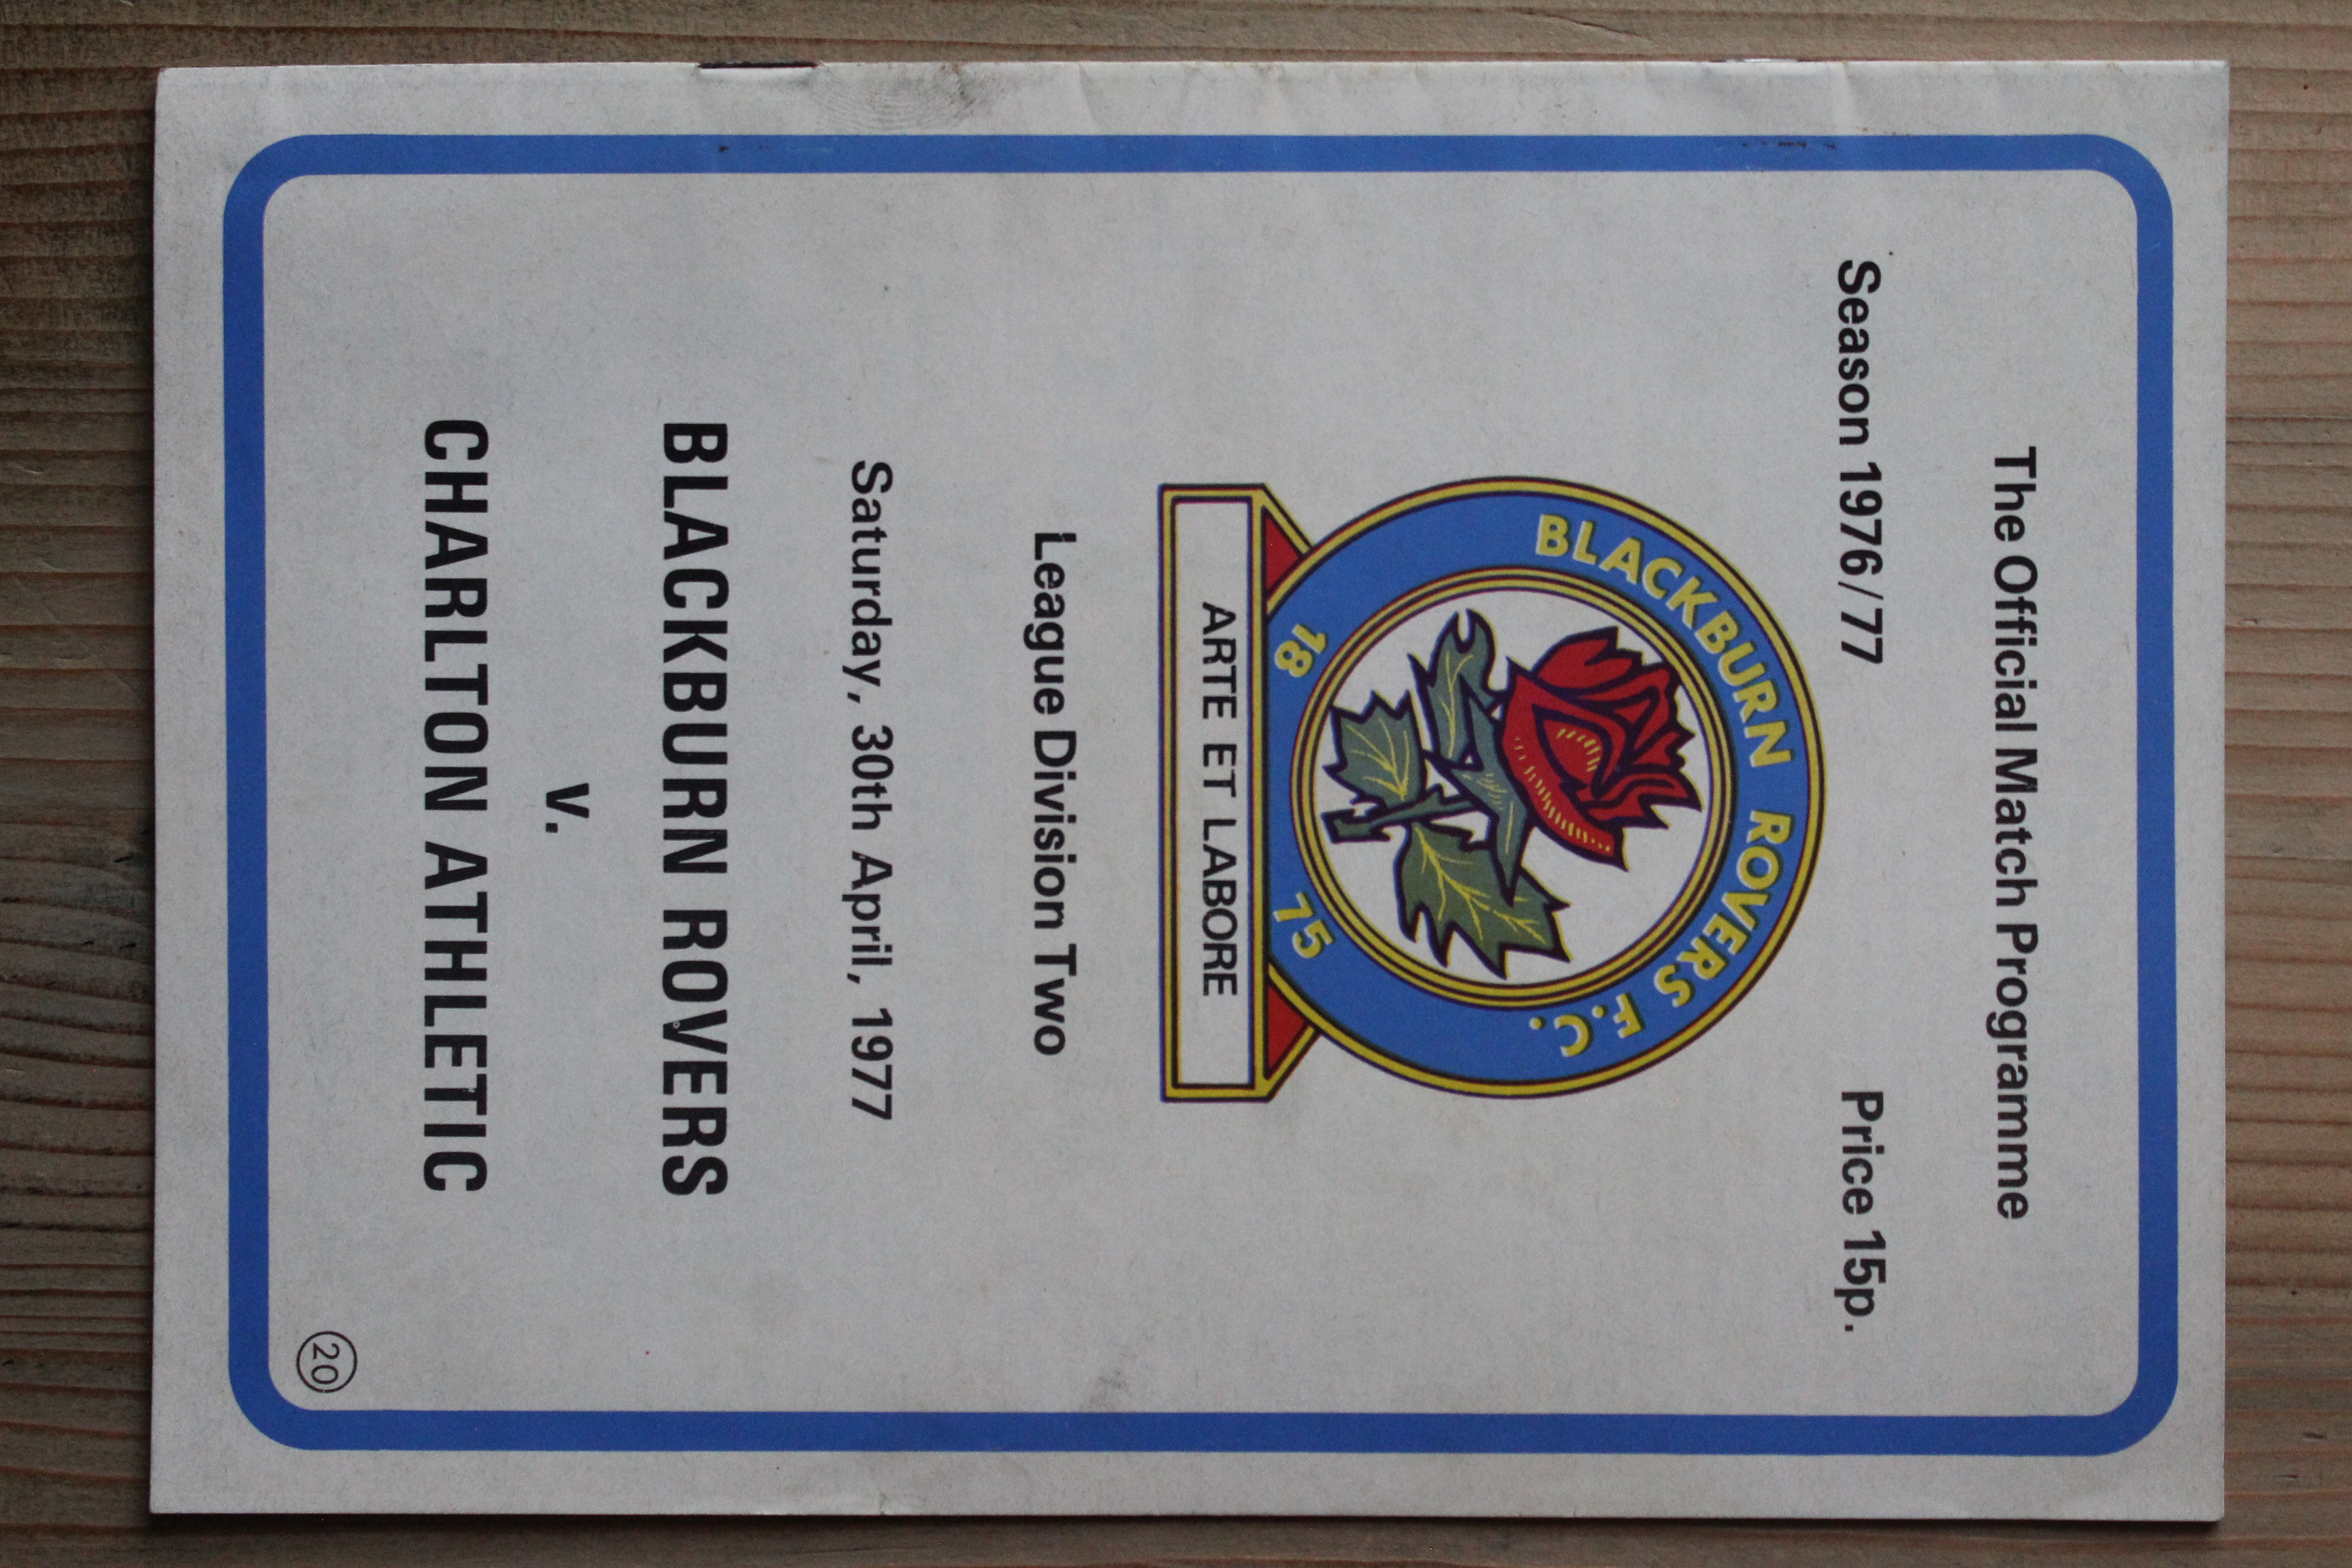 The Official Match Programme
Season 1976/77 Price 15p.
BLACKBURN ROVERS F.C.
18 75
ARTE ET LABORE
League Division Two
Saturday, 30th April, 1977
BLACKBURN ROVERS
v.
CHARLTON ATHLETIC
20